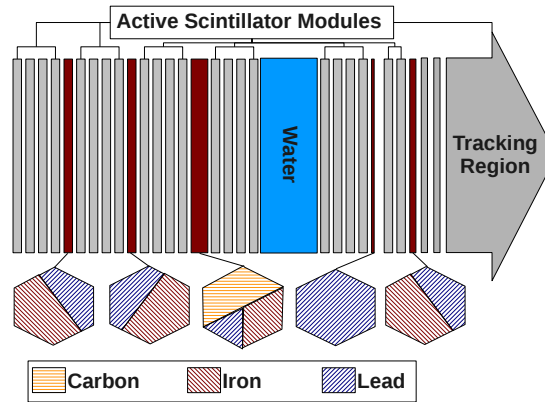 Active Scintillator Modules
Water
Tracking
Region
Carbon
Iron
Lead